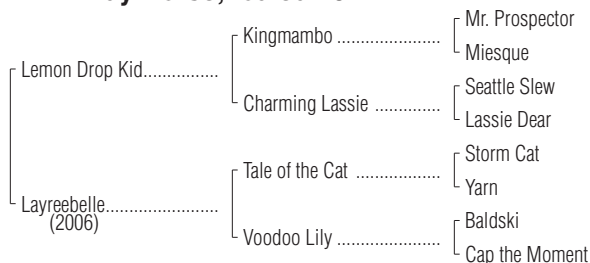 Mr. Prospector
Kingmambo ..................
Miesque
Lemon Drop Kid................
Seattle Slew
Charming Lassie ..............
Lassie Dear
Storm Cat
Tale of the Cat ..................
Yarn
Layreebelle........................
(2006)
Baldski
Voodoo Lily ......................
Cap the Moment